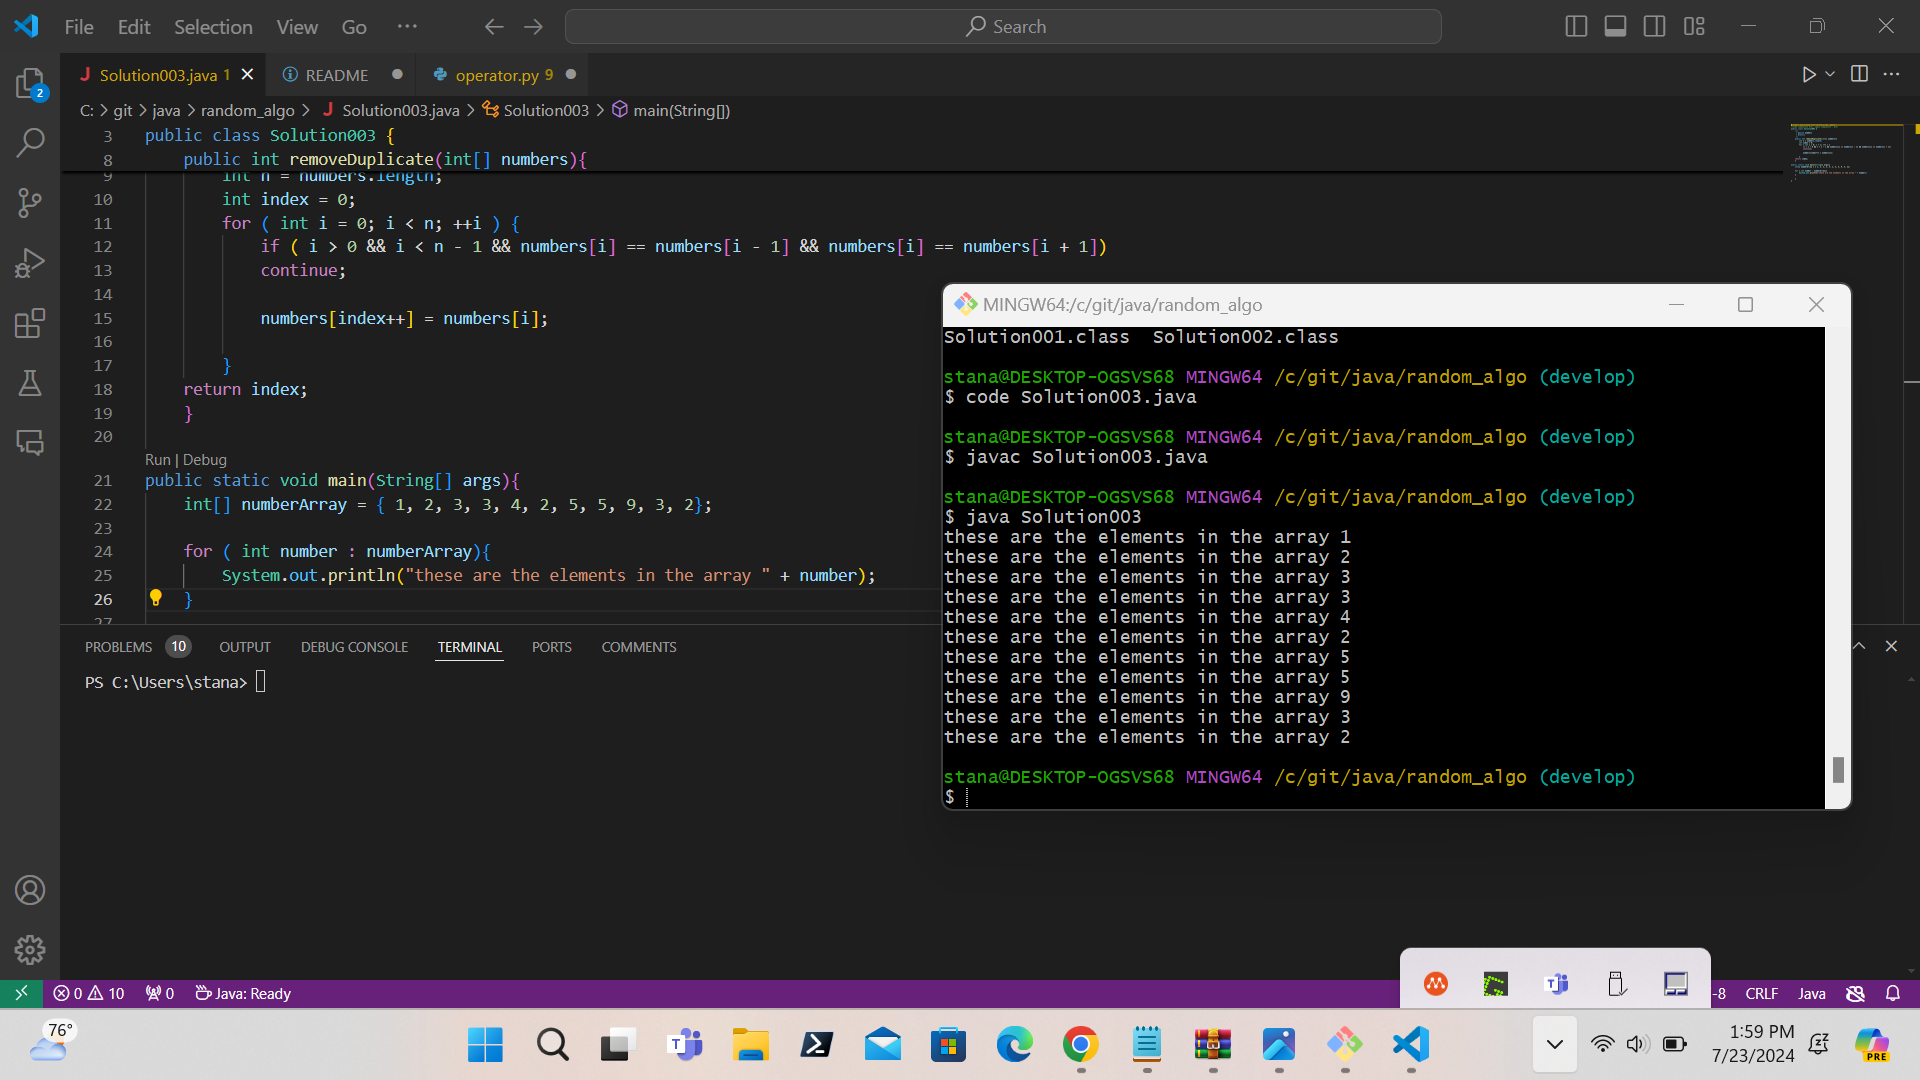 File Edit Selection View Go ··· Search
Solution003.java 1 README operator.py 9
C: > git > java > random_algo > Solution003.java > Solution003 > main(String[])
3 public class Solution003 {
8 public int removeDuplicate(int[] numbers){
9 int n = numbers.length;
10 int index = 0;
11 for ( int i = 0; i < n; ++i ) {
12 if ( i > 0 && i < n - 1 && numbers[i] == numbers[i - 1] && numbers[i] == numbers[i + 1])
13 continue;
14
15 numbers[index++] = numbers[i];
16
17 }
18 return index;
19 }
20
Run | Debug
21 public static void main(String[] args){
22 int[] numberArray = { 1, 2, 3, 3, 4, 2, 5, 5, 9, 3, 2};
23
24 for ( int number : numberArray){
25 System.out.println("these are the elements in the array " + number);
26 }
27
PROBLEMS 10 OUTPUT DEBUG CONSOLE TERMINAL PORTS COMMENTS
PS C:\Users\stana>
MINGW64:/c/git/java/random_algo
Solution001.class Solution002.class
stana@DESKTOP-OGSVS68 MINGW64 /c/git/java/random_algo (develop)
$ code Solution003.java
stana@DESKTOP-OGSVS68 MINGW64 /c/git/java/random_algo (develop)
$ javac Solution003.java
stana@DESKTOP-OGSVS68 MINGW64 /c/git/java/random_algo (develop)
$ java Solution003
these are the elements in the array 1
these are the elements in the array 2
these are the elements in the array 3
these are the elements in the array 3
these are the elements in the array 4
these are the elements in the array 2
these are the elements in the array 5
these are the elements in the array 5
these are the elements in the array 9
these are the elements in the array 3
these are the elements in the array 2
stana@DESKTOP-OGSVS68 MINGW64 /c/git/java/random_algo (develop)
$
2
0 10 0 Java: Ready -8 CRLF Java
76°
1:59 PM
7/23/2024
PRE